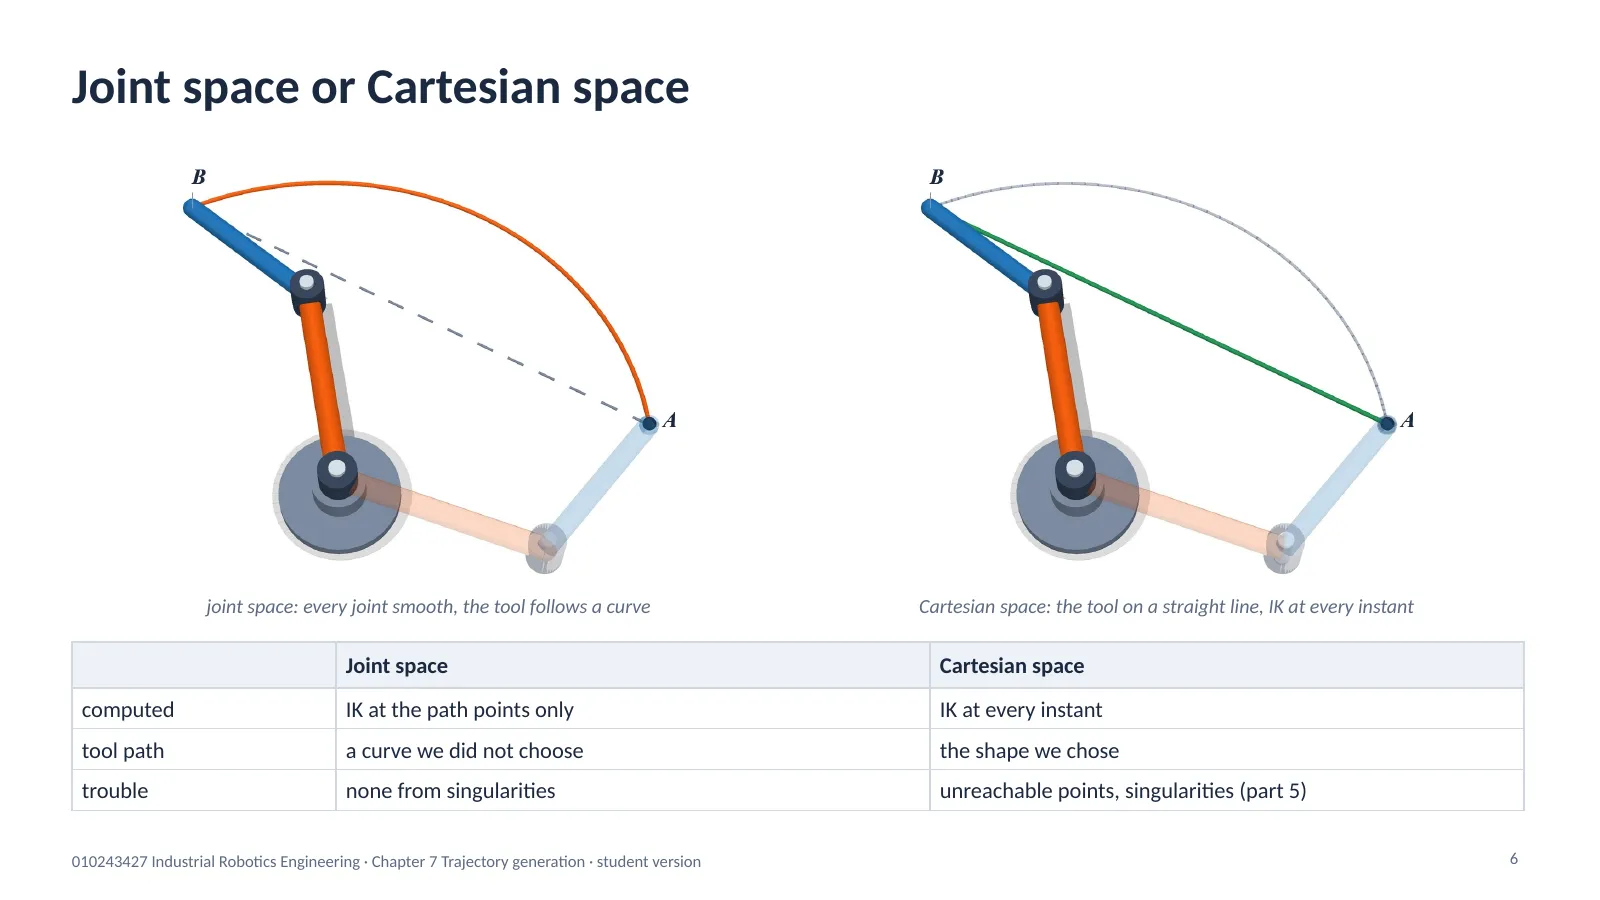 Joint space or Cartesian space
B
A
B
A
joint space: every joint smooth, the tool follows a curve
Cartesian space: the tool on a straight line, IK at every instant
Joint space Cartesian space
computed IK at the path points only IK at every instant
tool path a curve we did not choose the shape we chose
trouble none from singularities unreachable points, singularities (part 5)
010243427 Industrial Robotics Engineering · Chapter 7 Trajectory generation · student version 6